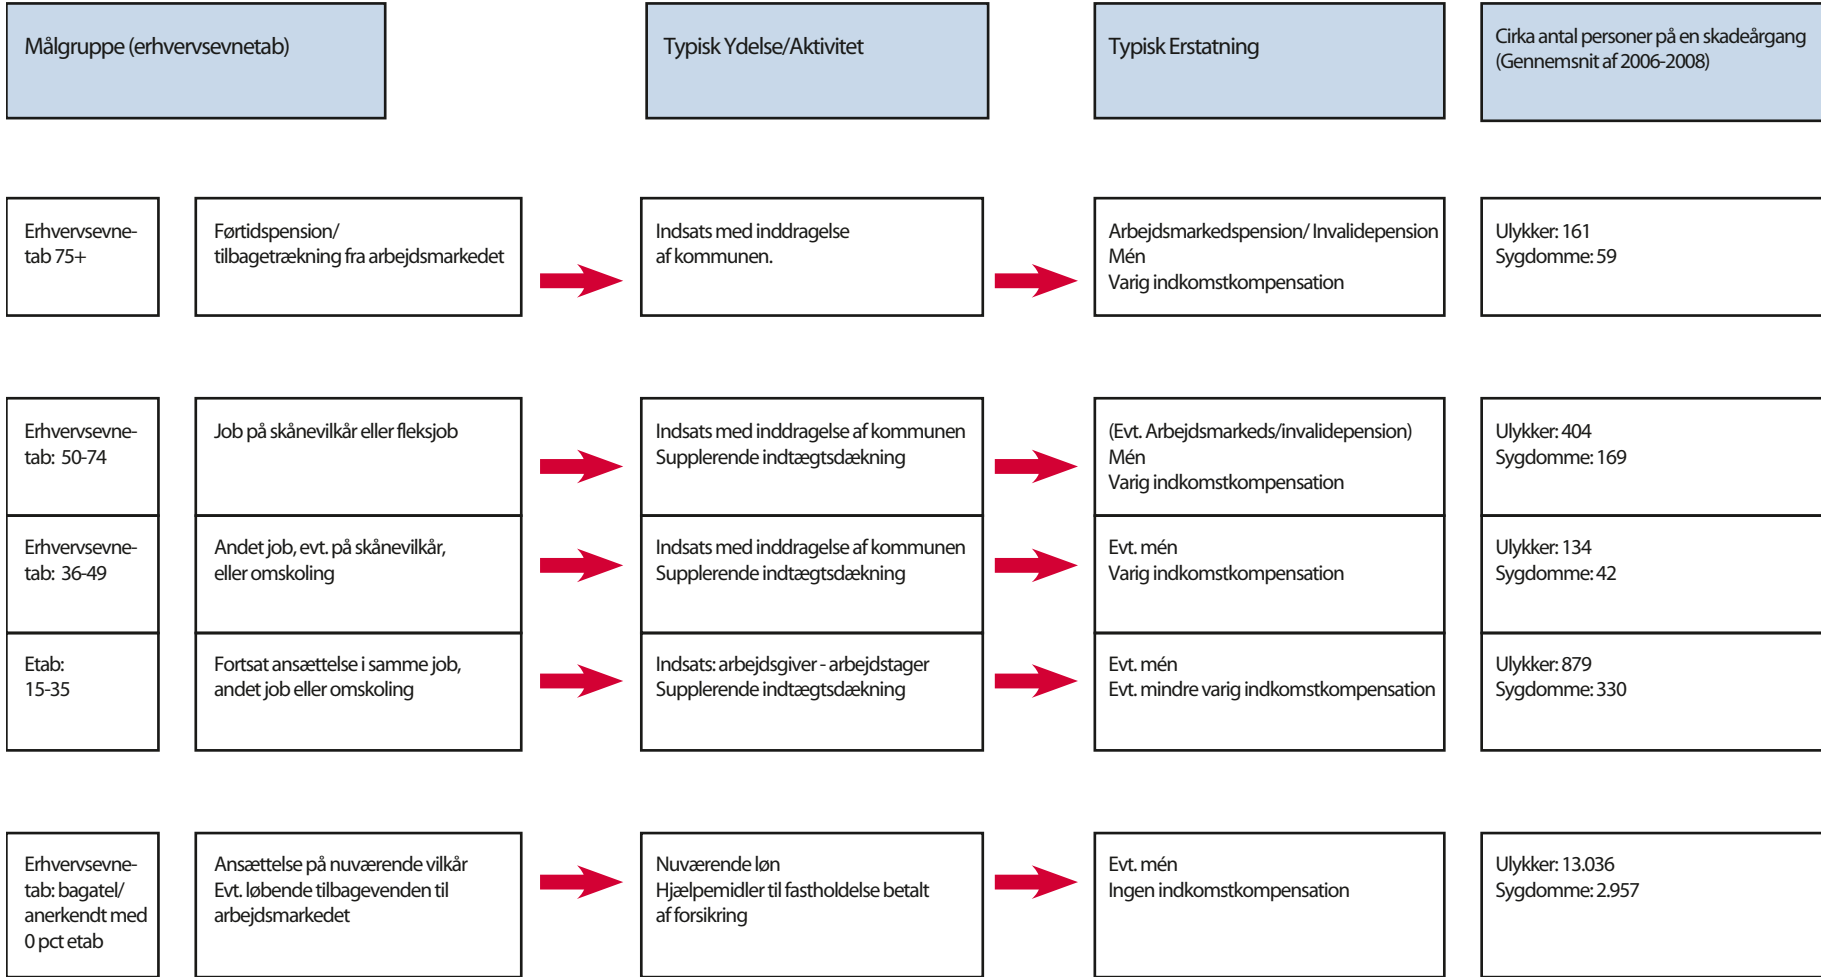 Målgruppe (erhvervsevnetab)
Typisk Ydelse/Aktivitet
Typisk Erstatning
Cirka antal personer på en skadeårgang
(Gennemsnit af 2006-2008)
Erhvervsevne-
tab 75+
Førtidspension/
tilbagetrækning fra arbejdsmarkedet
Indsats med inddragelse
af kommunen.
Arbejdsmarkedspension/ Invalidepension
Mén
Varig indkomstkompensation
Ulykker: 161
Sygdomme: 59
Erhvervsevne-
tab: 50-74
Job på skånevilkår eller fleksjob
Indsats med inddragelse af kommunen
Supplerende indtægtsdækning
(Evt. Arbejdsmarkeds/invalidepension)
Mén
Varig indkomstkompensation
Ulykker: 404
Sygdomme: 169
Erhvervsevne-
tab: 36-49
Andet job, evt. på skånevilkår,
eller omskoling
Indsats med inddragelse af kommunen
Supplerende indtægtsdækning
Evt. mén
Varig indkomstkompensation
Ulykker: 134
Sygdomme: 42
Etab:
15-35
Fortsat ansættelse i samme job,
andet job eller omskoling
Indsats: arbejdsgiver - arbejdstager
Supplerende indtægtsdækning
Evt. mén
Evt. mindre varig indkomstkompensation
Ulykker: 879
Sygdomme: 330
Erhvervsevne-
tab: bagatel/
anerkendt med
0 pct etab
Ansættelse på nuværende vilkår
Evt. løbende tilbagevenden til
arbejdsmarkedet
Nuværende løn
Hjælpemidler til fastholdelse betalt
af forsikring
Evt. mén
Ingen indkomstkompensation
Ulykker: 13.036
Sygdomme: 2.957